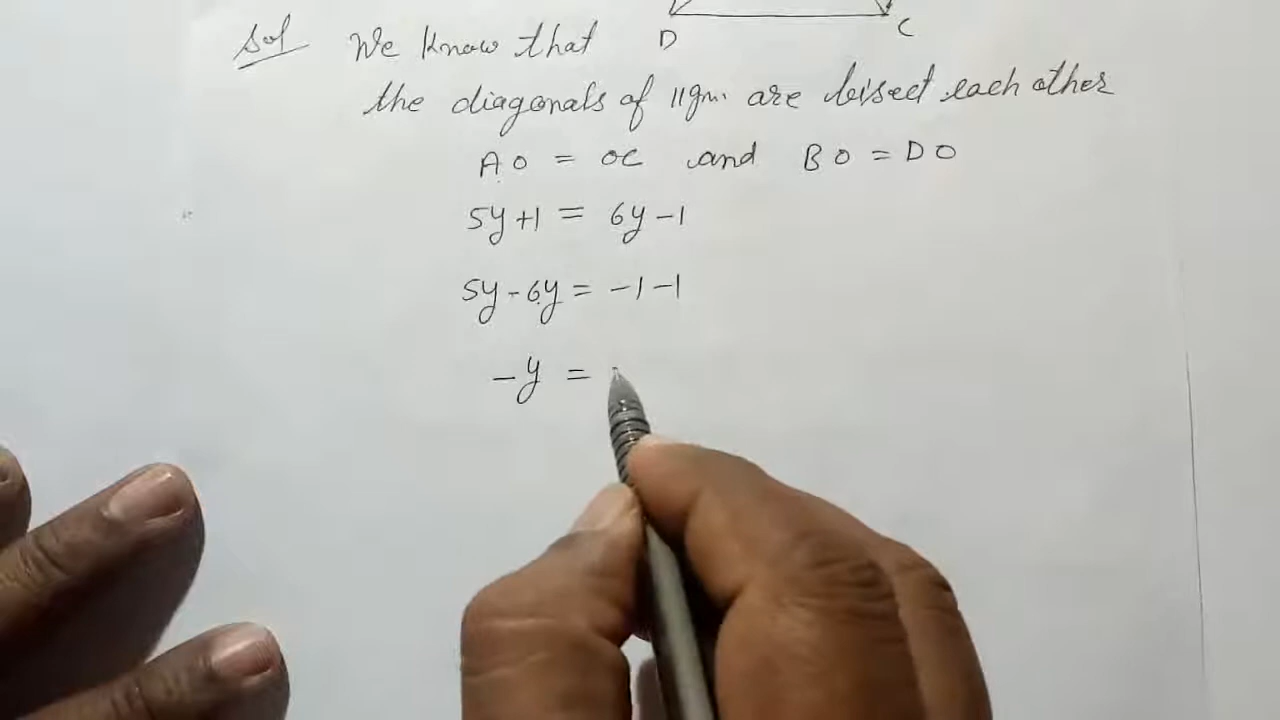 D C
Sol We know that
the diagonals of ||gm. are bisect each other
AO = OC and BO = DO
5y+1 = 6y-1
5y-6y = -1-1
-y =